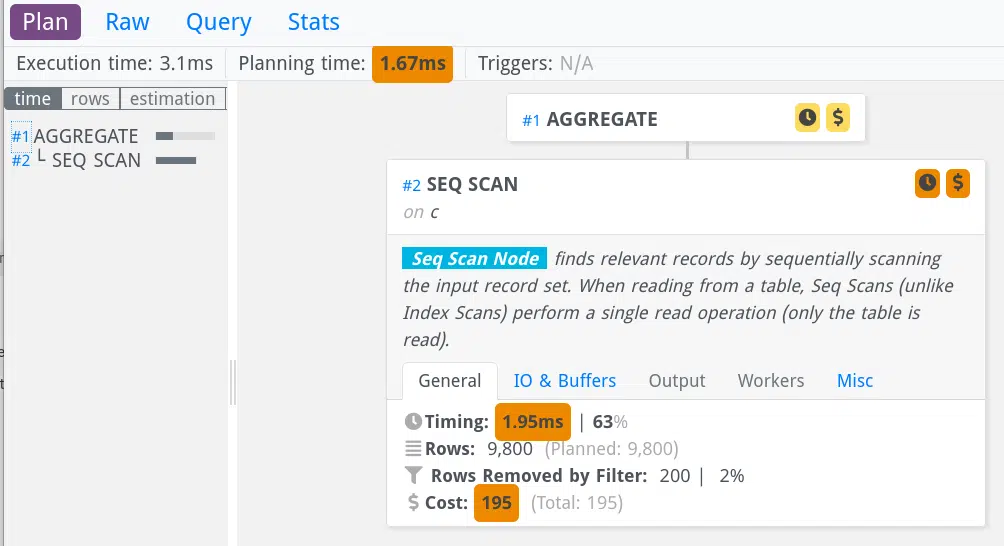 Plan Raw Query Stats
Execution time: 3.1ms Planning time: 1.67ms Triggers: N/A
time rows estimation
#1 AGGREGATE
#2 └ SEQ SCAN
#1 AGGREGATE $
#2 SEQ SCAN $
on c
Seq Scan Node finds relevant records by sequentially scanning
the input record set. When reading from a table, Seq Scans (unlike
Index Scans) perform a single read operation (only the table is
read).
General IO & Buffers Output Workers Misc
Timing: 1.95ms | 63%
Rows: 9,800 (Planned: 9,800)
Rows Removed by Filter: 200 | 2%
$ Cost: 195 (Total: 195)